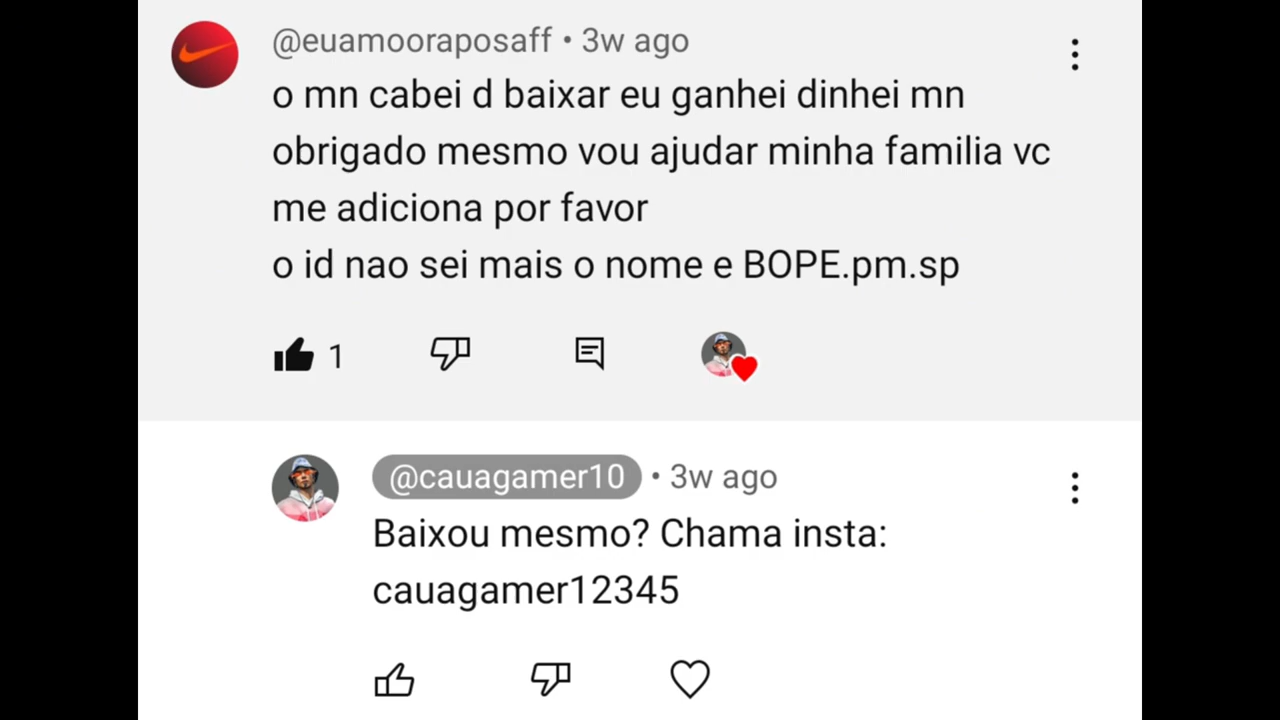 @euamooraposaff • 3w ago
o mn cabei d baixar eu ganhei dinhei mn
obrigado mesmo vou ajudar minha familia vc
me adiciona por favor
o id nao sei mais o nome e BOPE.pm.sp
1
@cauagamer10 • 3w ago
Baixou mesmo? Chama insta:
cauagamer12345